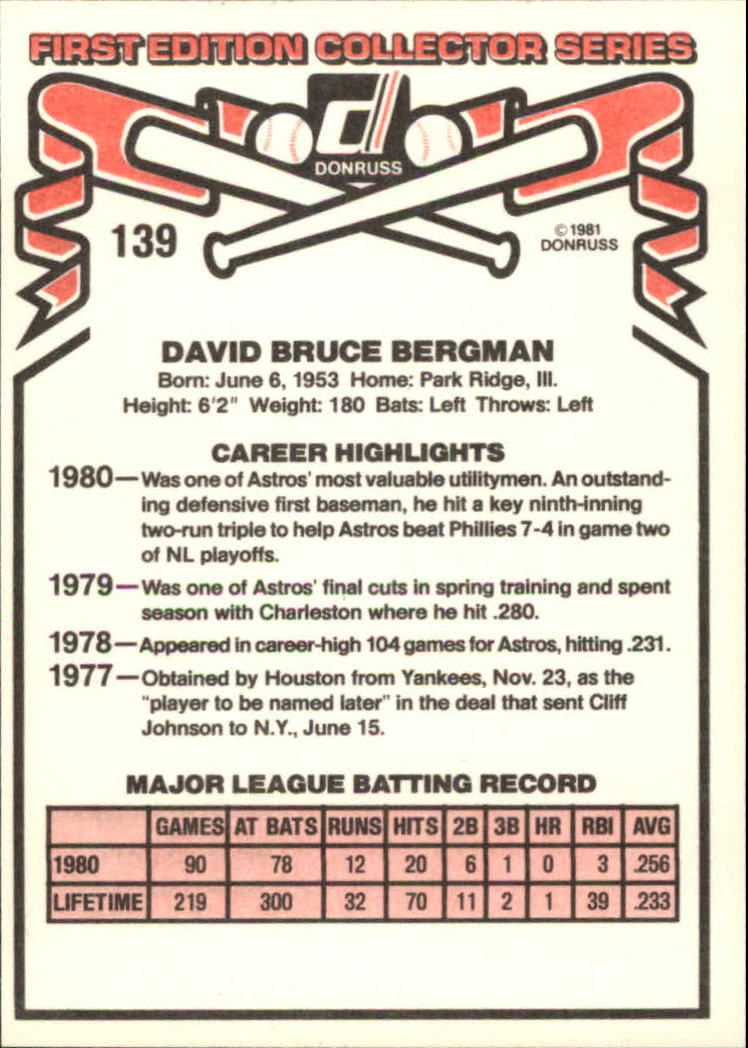 FIRST EDITION COLLECTOR SERIES
d
DONRUSS
139
©1981
DONRUSS
DAVID BRUCE BERGMAN
Born: June 6, 1953 Home: Park Ridge, Ill.
Height: 6'2" Weight: 180 Bats: Left Throws: Left
CAREER HIGHLIGHTS
1980—Was one of Astros' most valuable utilitymen. An outstand-
ing defensive first baseman, he hit a key ninth-inning
two-run triple to help Astros beat Phillies 7-4 in game two
of NL playoffs.
1979—Was one of Astros' final cuts in spring training and spent
season with Charleston where he hit .280.
1978—Appeared in career-high 104 games for Astros, hitting .231.
1977—Obtained by Houston from Yankees, Nov. 23, as the
"player to be named later" in the deal that sent Cliff
Johnson to N.Y., June 15.
MAJOR LEAGUE BATTING RECORD
GAMES AT BATS RUNS HITS 2B 3B HR RBI AVG
1980 90 78 12 20 6 1 0 3 .256
LIFETIME 219 300 32 70 11 2 1 39 .233